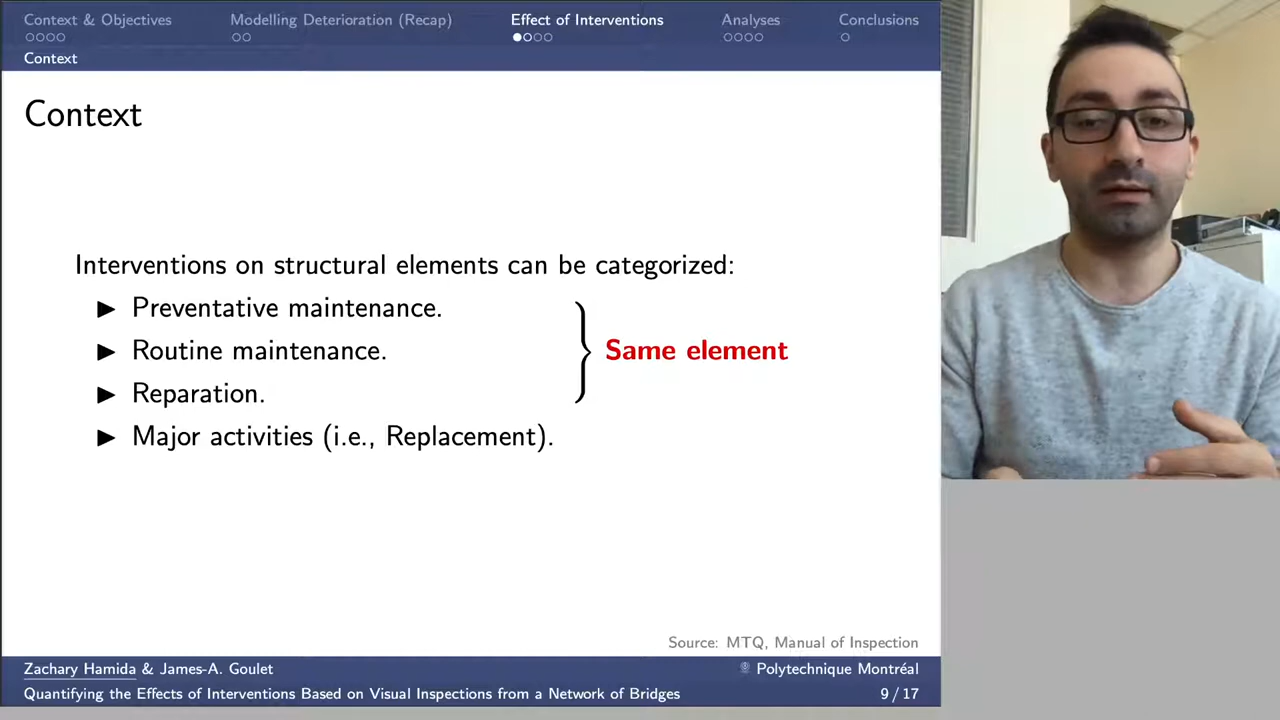 Context & Objectives
Modelling Deterioration (Recap)
Effect of Interventions
Analyses
Conclusions
Context
Context
Interventions on structural elements can be categorized:
Preventative maintenance.
Routine maintenance.
Reparation.
Same element
Major activities (i.e., Replacement).
Source: MTQ, Manual of Inspection
Zachary Hamida & James-A. Goulet
Polytechnique Montréal
Quantifying the Effects of Interventions Based on Visual Inspections from a Network of Bridges
9 / 17